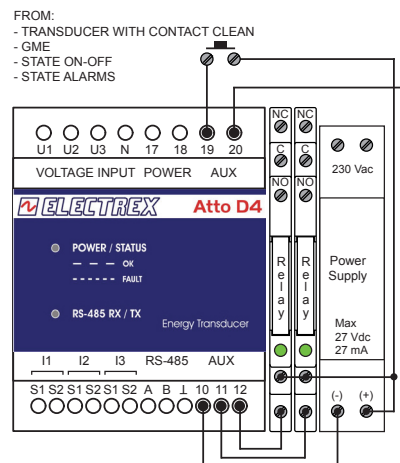 FROM:
- TRANSDUCER WITH CONTACT CLEAN
- GME
- STATE ON-OFF
- STATE ALARMS
NC NC
U1 U2 U3 N 17 18 19 20
C C
VOLTAGE INPUT POWER AUX
230 Vac
NO NO
ELECTREX Atto D4
POWER / STATUS
OK
FAULT
RS-485 RX / TX
Energy Transducer
Relay
Relay
Power
Supply
Max
27 Vdc
27 mA
I1 I2 I3 RS-485 AUX
S1 S2 S1 S2 S1 S2 A B ⊥ 10 11 12
(-) (+)